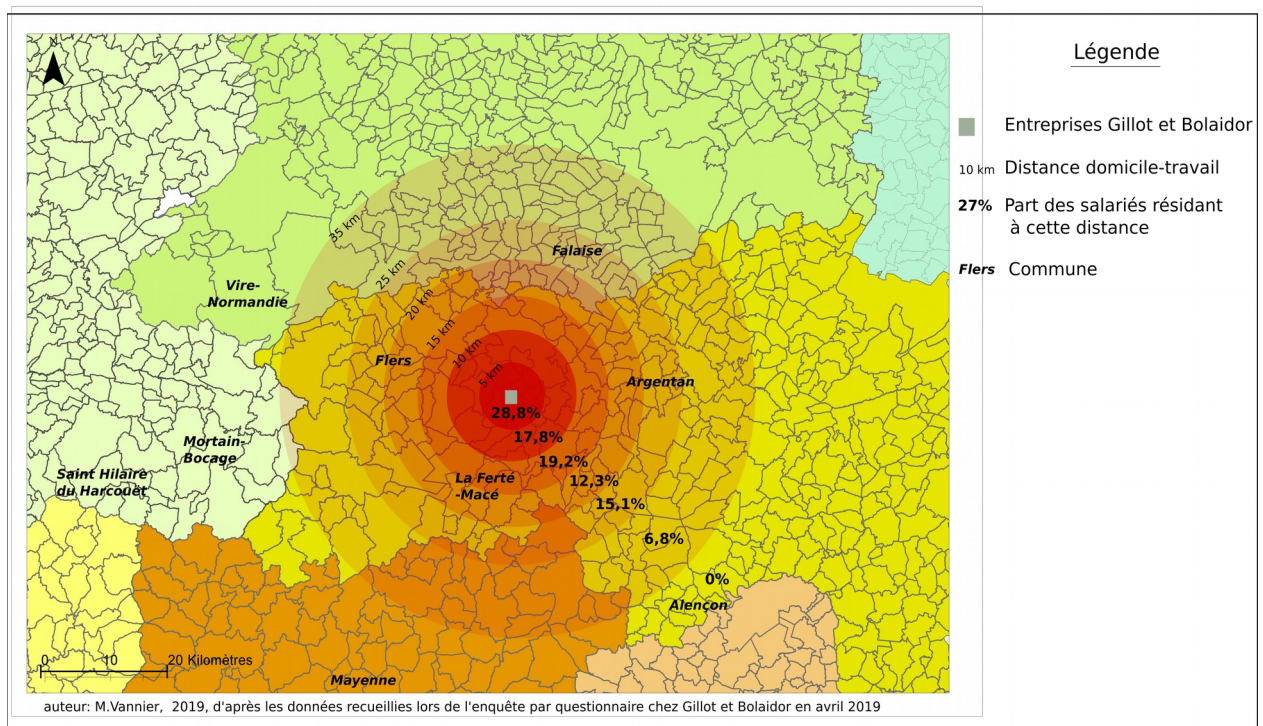 Légende
Entreprises Gillot et Bolaidor
10 km Distance domicile-travail
27% Part des salariés résidant
à cette distance
Flers Commune
N
35 km
25 km
20 km
15 km
10 km
5 km
Falaise
Vire-
Normandie
Flers
Argentan
28,8%
17,8%
19,2%
12,3%
15,1%
6,8%
0%
Mortain-
Bocage
Saint Hilaire
du Harcouët
La Ferté
-Macé
Alençon
Mayenne
0 10 20 Kilomètres
auteur: M.Vannier, 2019, d'après les données recueillies lors de l'enquête par questionnaire chez Gillot et Bolaidor en avril 2019